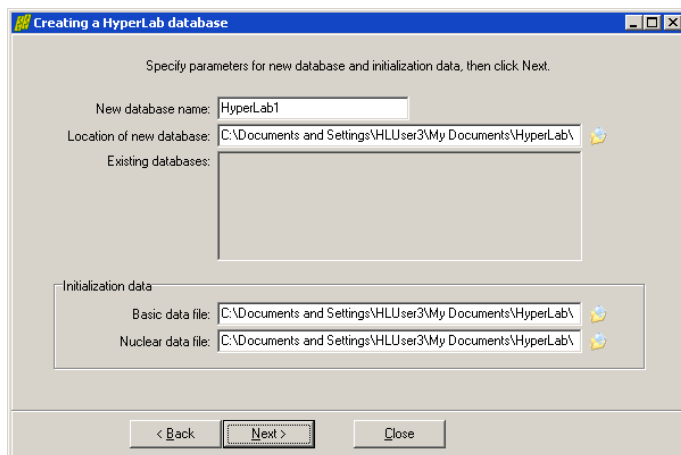 Creating a HyperLab database
Specify parameters for new database and initialization data, then click Next.
New database name: HyperLab1
Location of new database: C:\Documents and Settings\HLUser3\My Documents\HyperLab\
Existing databases:
Initialization data
Basic data file: C:\Documents and Settings\HLUser3\My Documents\HyperLab\
Nuclear data file: C:\Documents and Settings\HLUser3\My Documents\HyperLab\
< Back Next > Close